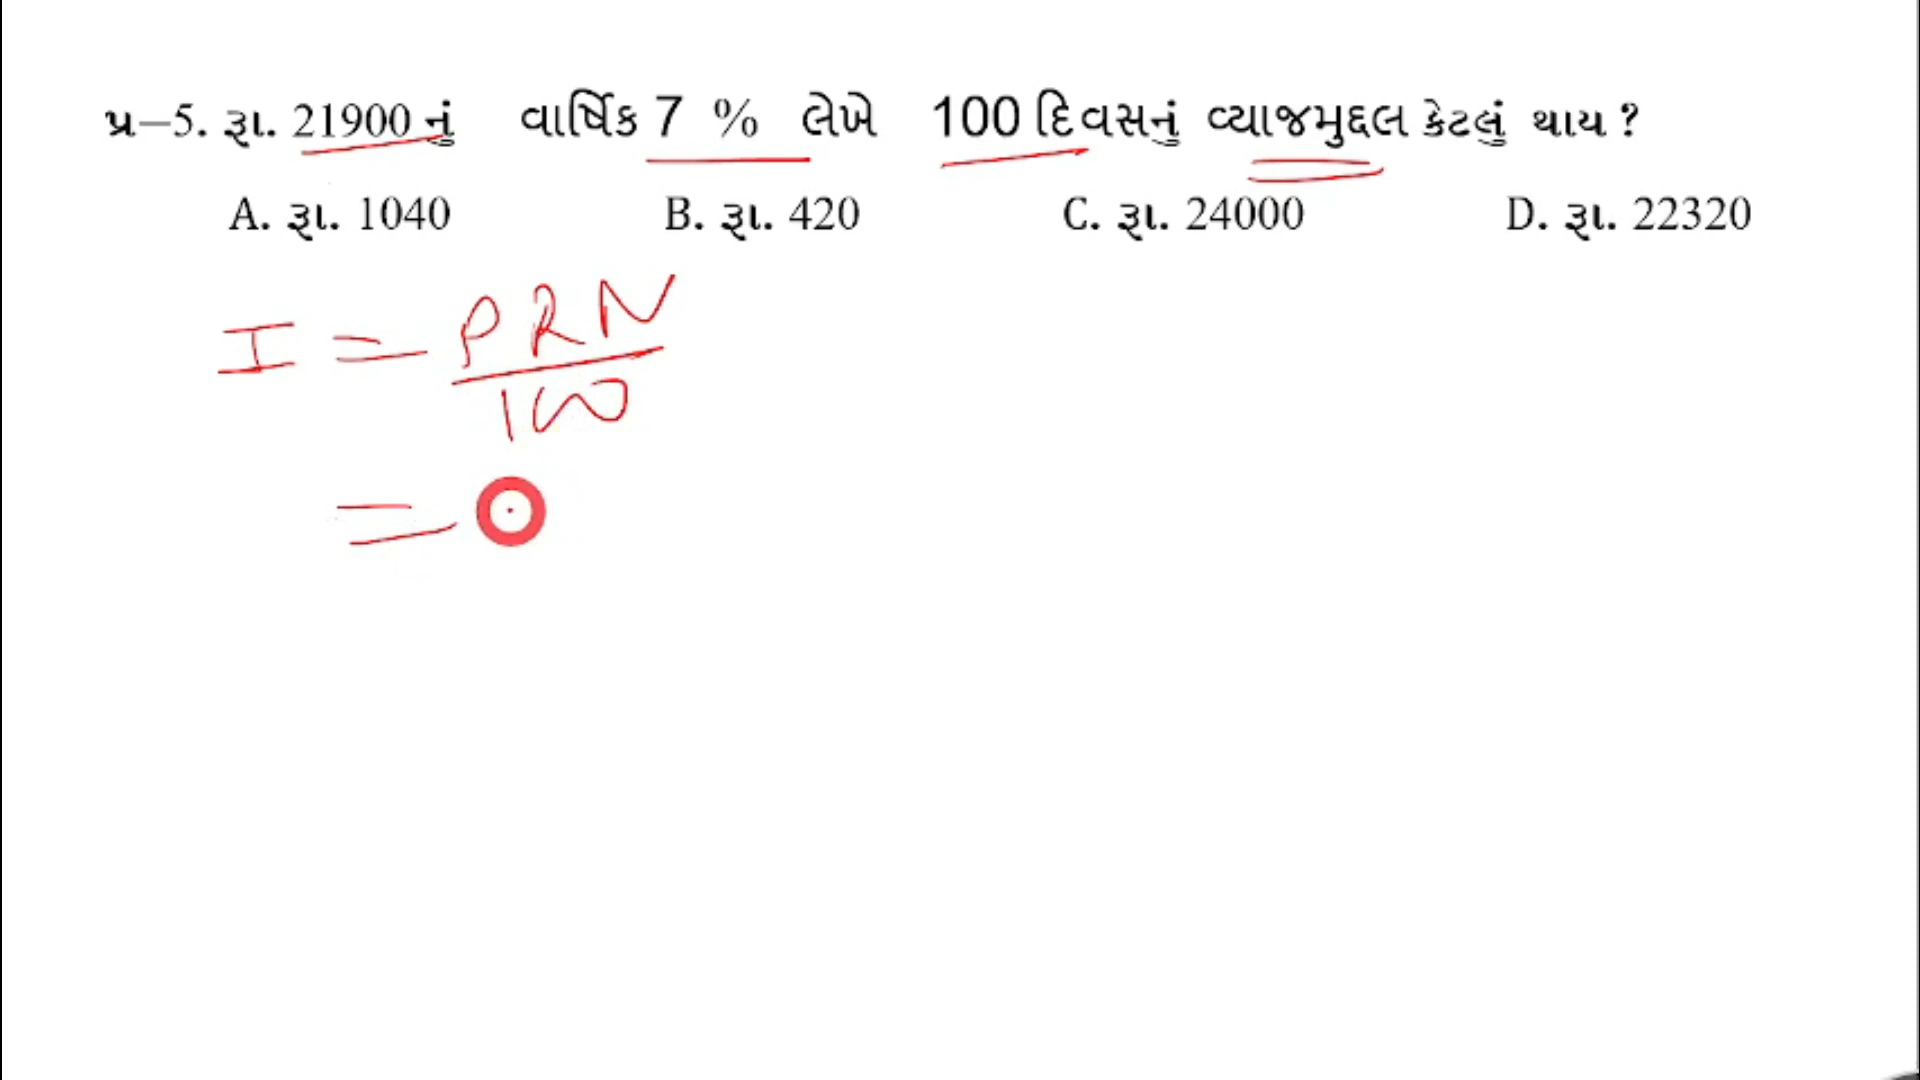 પ્ર–5. રૂા. 21900 નું વાર્ષિક 7 % લેખે 100 દિવસનું વ્યાજમુદ્દલ કેટલું થાય ?
A. રૂા. 1040 B. રૂા. 420 C. રૂા. 24000 D. રૂા. 22320
I = PRN
100
=